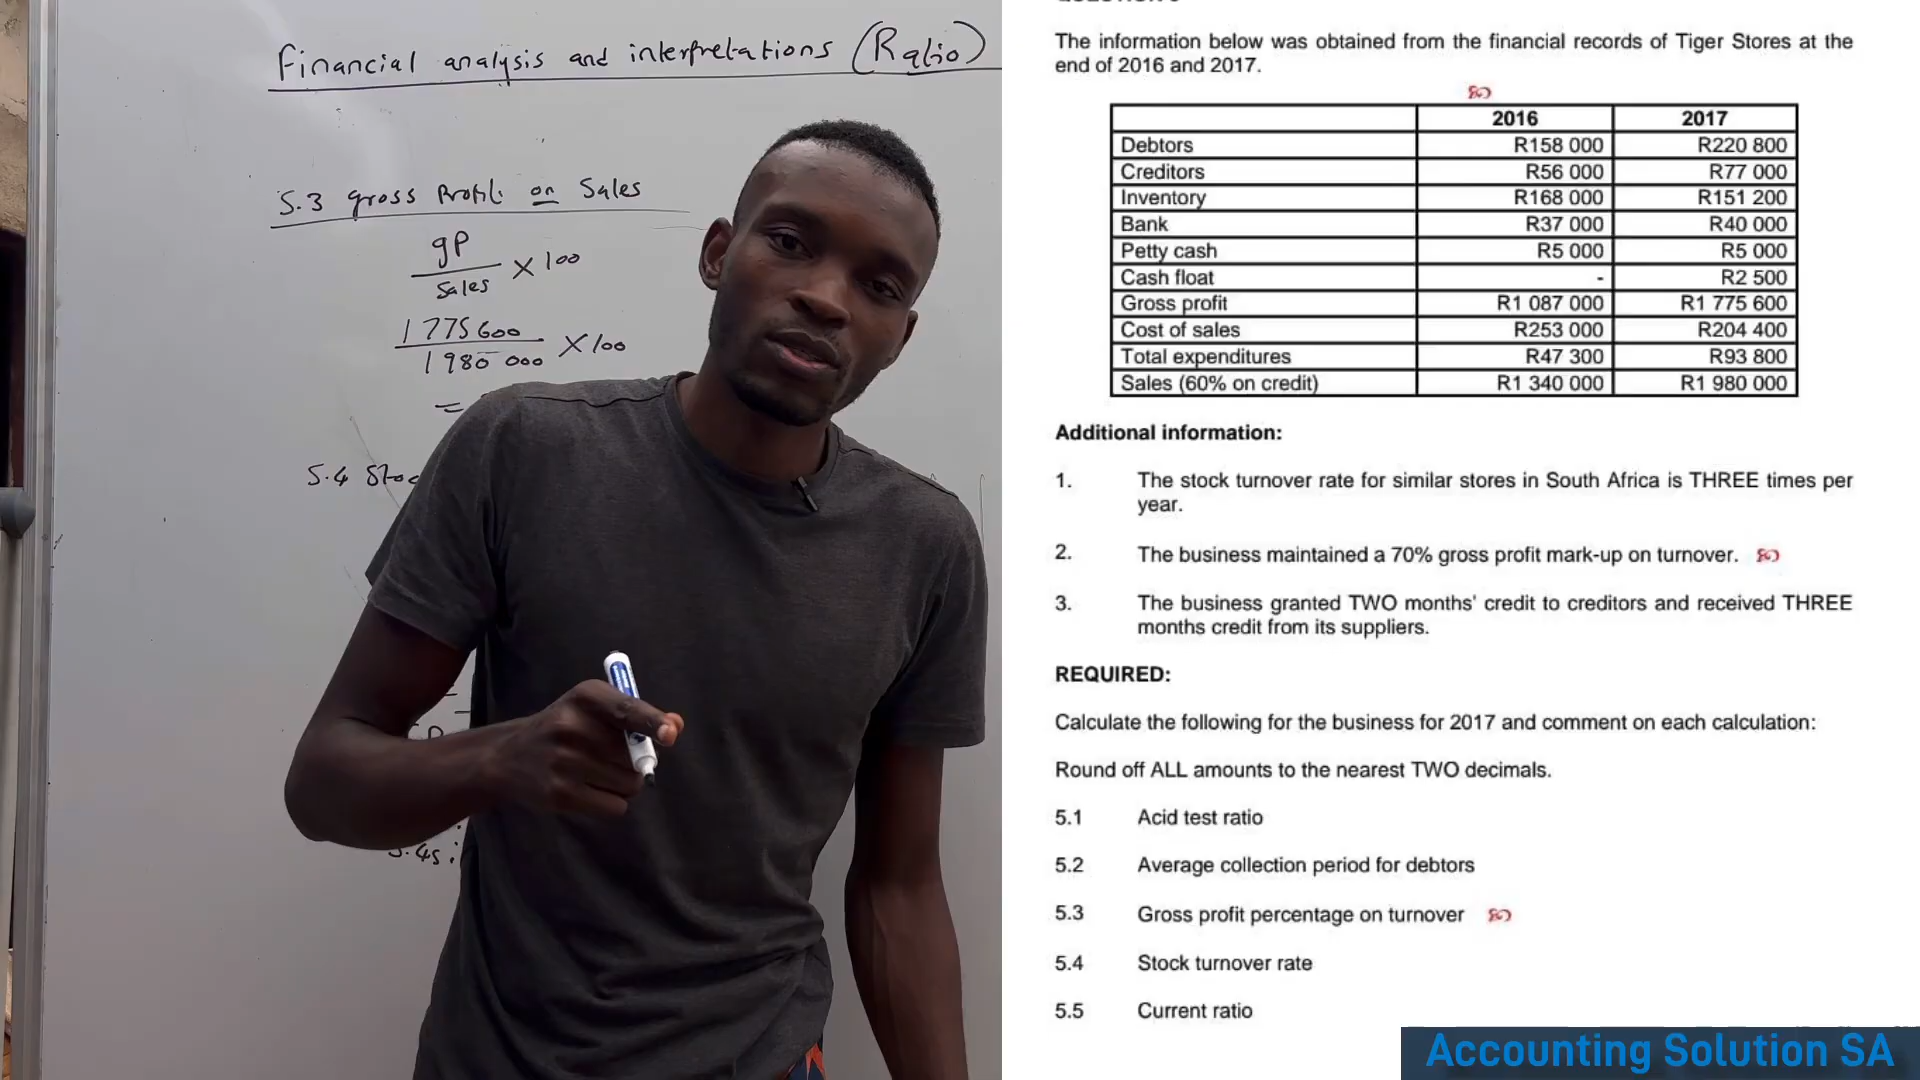 Financial analysis and interpretations (Ratio)
5.3 gross Profit on Sales
gP
Sales
X 100
1 775 600
1 980 000
X 100
=
5.4
The information below was obtained from the financial records of Tiger Stores at the
end of 2016 and 2017.
2016 2017
Debtors R158 000 R220 800
Creditors R56 000 R77 000
Inventory R168 000 R151 200
Bank R37 000 R40 000
Petty cash R5 000 R5 000
Cash float - R2 500
Gross profit R1 087 000 R1 775 600
Cost of sales R253 000 R204 400
Total expenditures R47 300 R93 800
Sales (60% on credit) R1 340 000 R1 980 000
Additional information:
1. The stock turnover rate for similar stores in South Africa is THREE times per
year.
2. The business maintained a 70% gross profit mark-up on turnover.
3. The business granted TWO months' credit to creditors and received THREE
months credit from its suppliers.
REQUIRED:
Calculate the following for the business for 2017 and comment on each calculation:
Round off ALL amounts to the nearest TWO decimals.
5.1 Acid test ratio
5.2 Average collection period for debtors
5.3 Gross profit percentage on turnover
5.4 Stock turnover rate
5.5 Current ratio
Accounting Solution SA